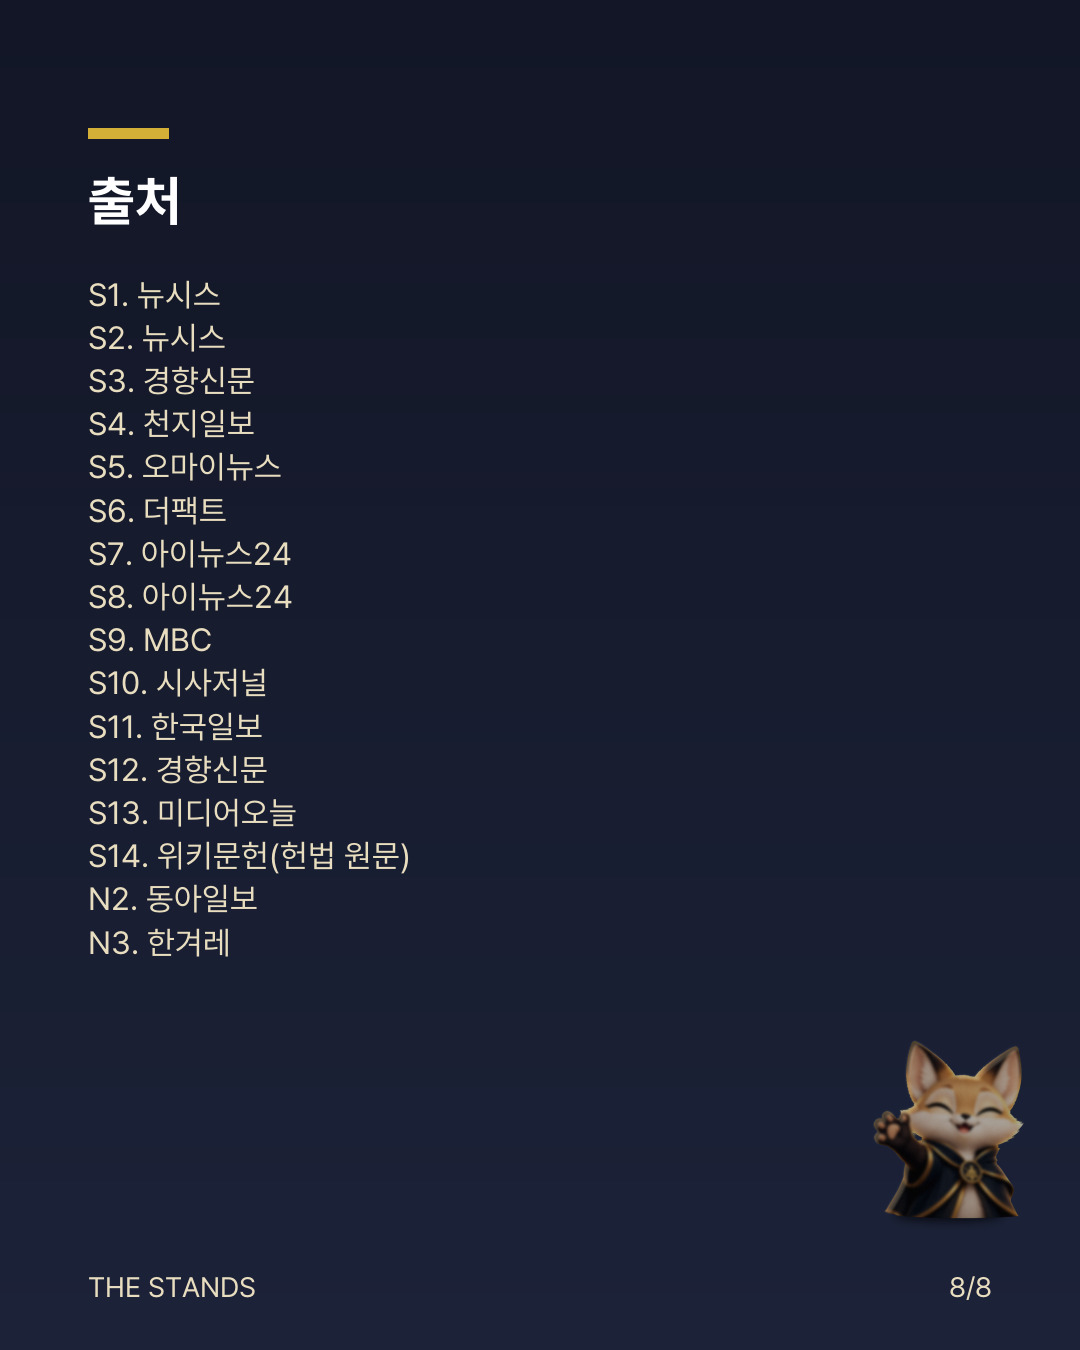 출처
S1. 뉴시스
S2. 뉴시스
S3. 경향신문
S4. 천지일보
S5. 오마이뉴스
S6. 더팩트
S7. 아이뉴스24
S8. 아이뉴스24
S9. MBC
S10. 시사저널
S11. 한국일보
S12. 경향신문
S13. 미디어오늘
S14. 위키문헌(헌법 원문)
N2. 동아일보
N3. 한겨레
THE STANDS
8/8